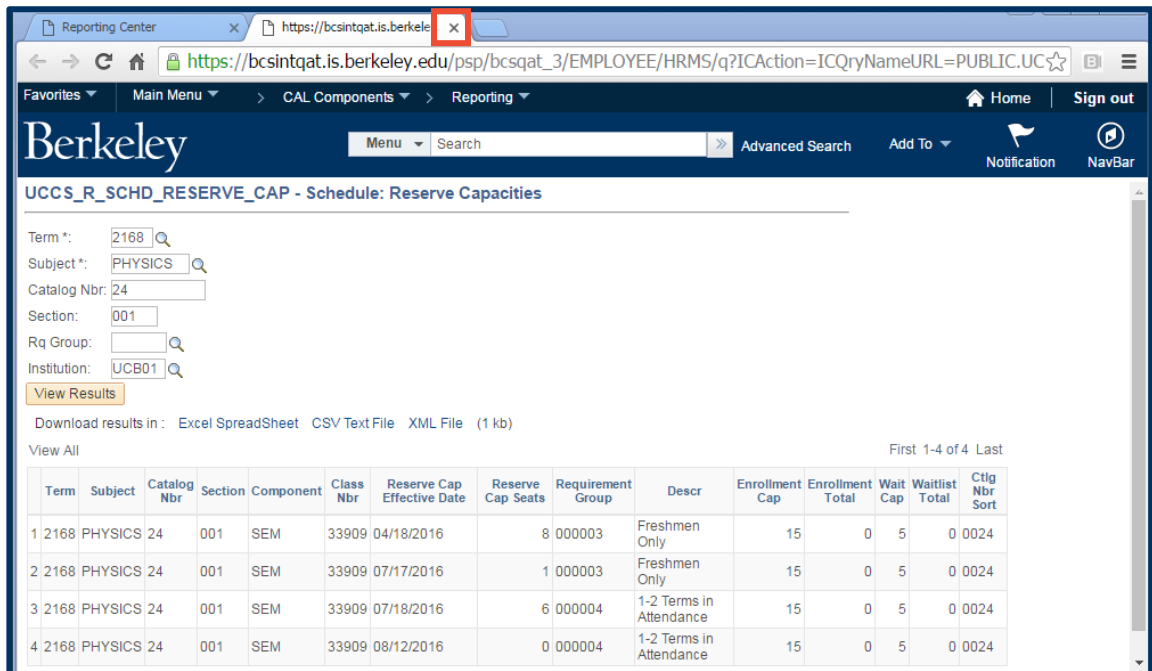 Reporting Center https://bcsintqat.is.berkele
https://bcsintqat.is.berkeley.edu/psp/bcsqat_3/EMPLOYEE/HRMS/q?ICAction=ICQryNameURL=PUBLIC.UC
Favorites Main Menu > CAL Components > Reporting Home Sign out
Berkeley Menu Search >> Advanced Search Add To Notification NavBar
UCCS_R_SCHD_RESERVE_CAP - Schedule: Reserve Capacities
Term *: 2168
Subject *: PHYSICS
Catalog Nbr: 24
Section: 001
Rq Group:
Institution: UCB01
View Results
Download results in : Excel SpreadSheet CSV Text File XML File (1 kb)
View All First 1-4 of 4 Last
Term Subject Catalog Nbr Section Component Class Nbr Reserve Cap Effective Date Reserve Cap Seats Requirement Group Descr Enrollment Cap Enrollment Total Wait Cap Waitlist Total Ctlg Nbr Sort
1 2168 PHYSICS 24 001 SEM 33909 04/18/2016 8 000003 Freshmen Only 15 0 5 0 0024
2 2168 PHYSICS 24 001 SEM 33909 07/17/2016 1 000003 Freshmen Only 15 0 5 0 0024
3 2168 PHYSICS 24 001 SEM 33909 07/18/2016 6 000004 1-2 Terms in Attendance 15 0 5 0 0024
4 2168 PHYSICS 24 001 SEM 33909 08/12/2016 0 000004 1-2 Terms in Attendance 15 0 5 0 0024